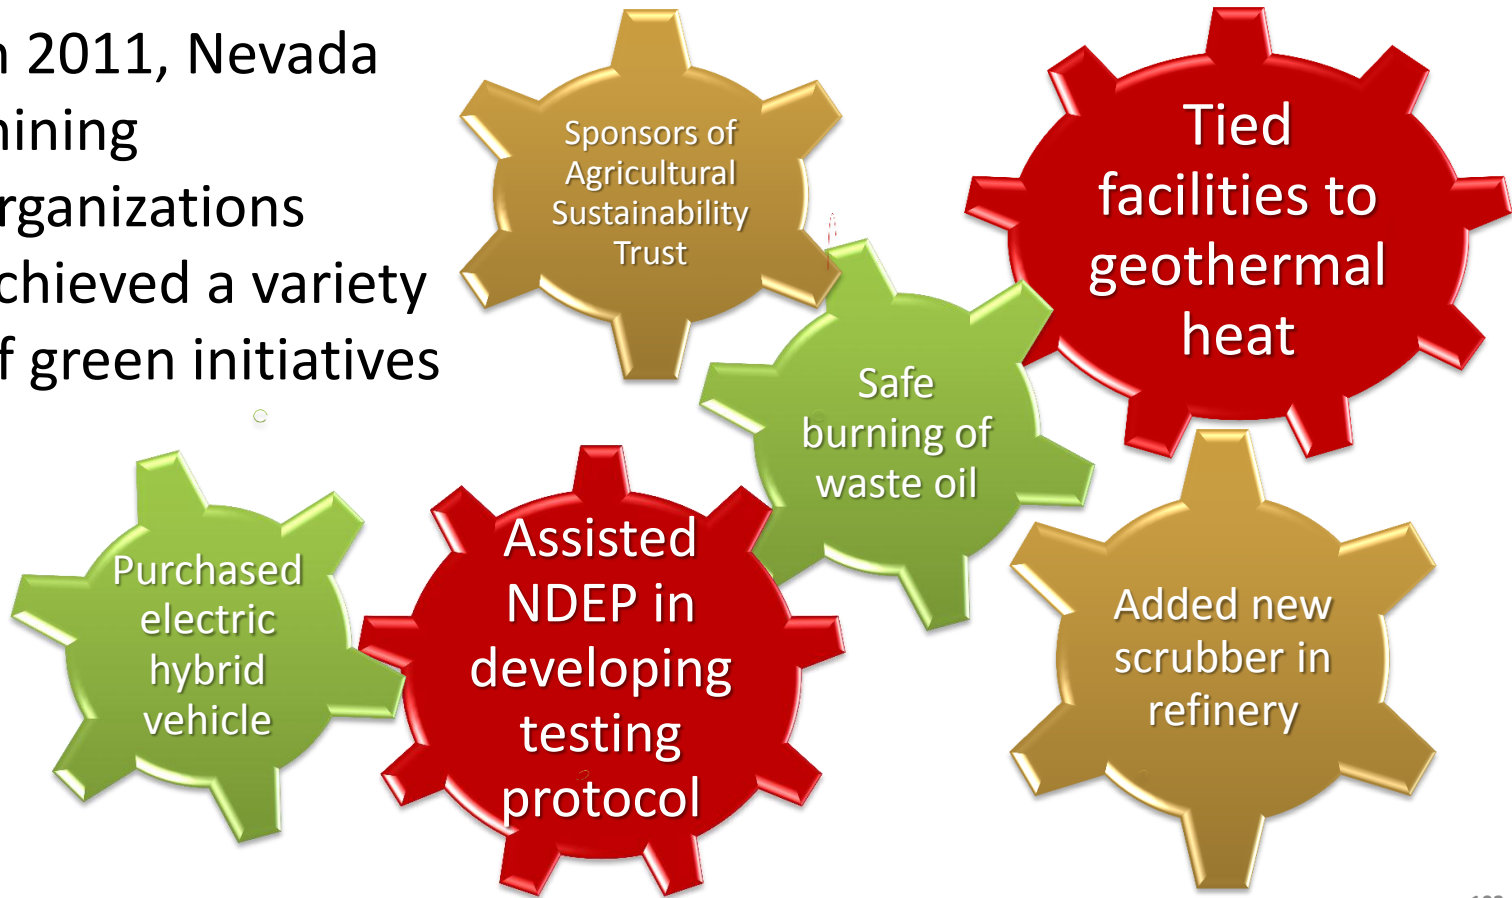 n 2011, Nevada
ining
rganizations
chieved a variety
f green initiatives
Sponsors of
Agricultural
Sustainability
Trust
Tied
facilities to
geothermal
heat
Safe
burning of
waste oil
Purchased
electric
hybrid
vehicle
Assisted
NDEP in
developing
testing
protocol
Added new
scrubber in
refinery